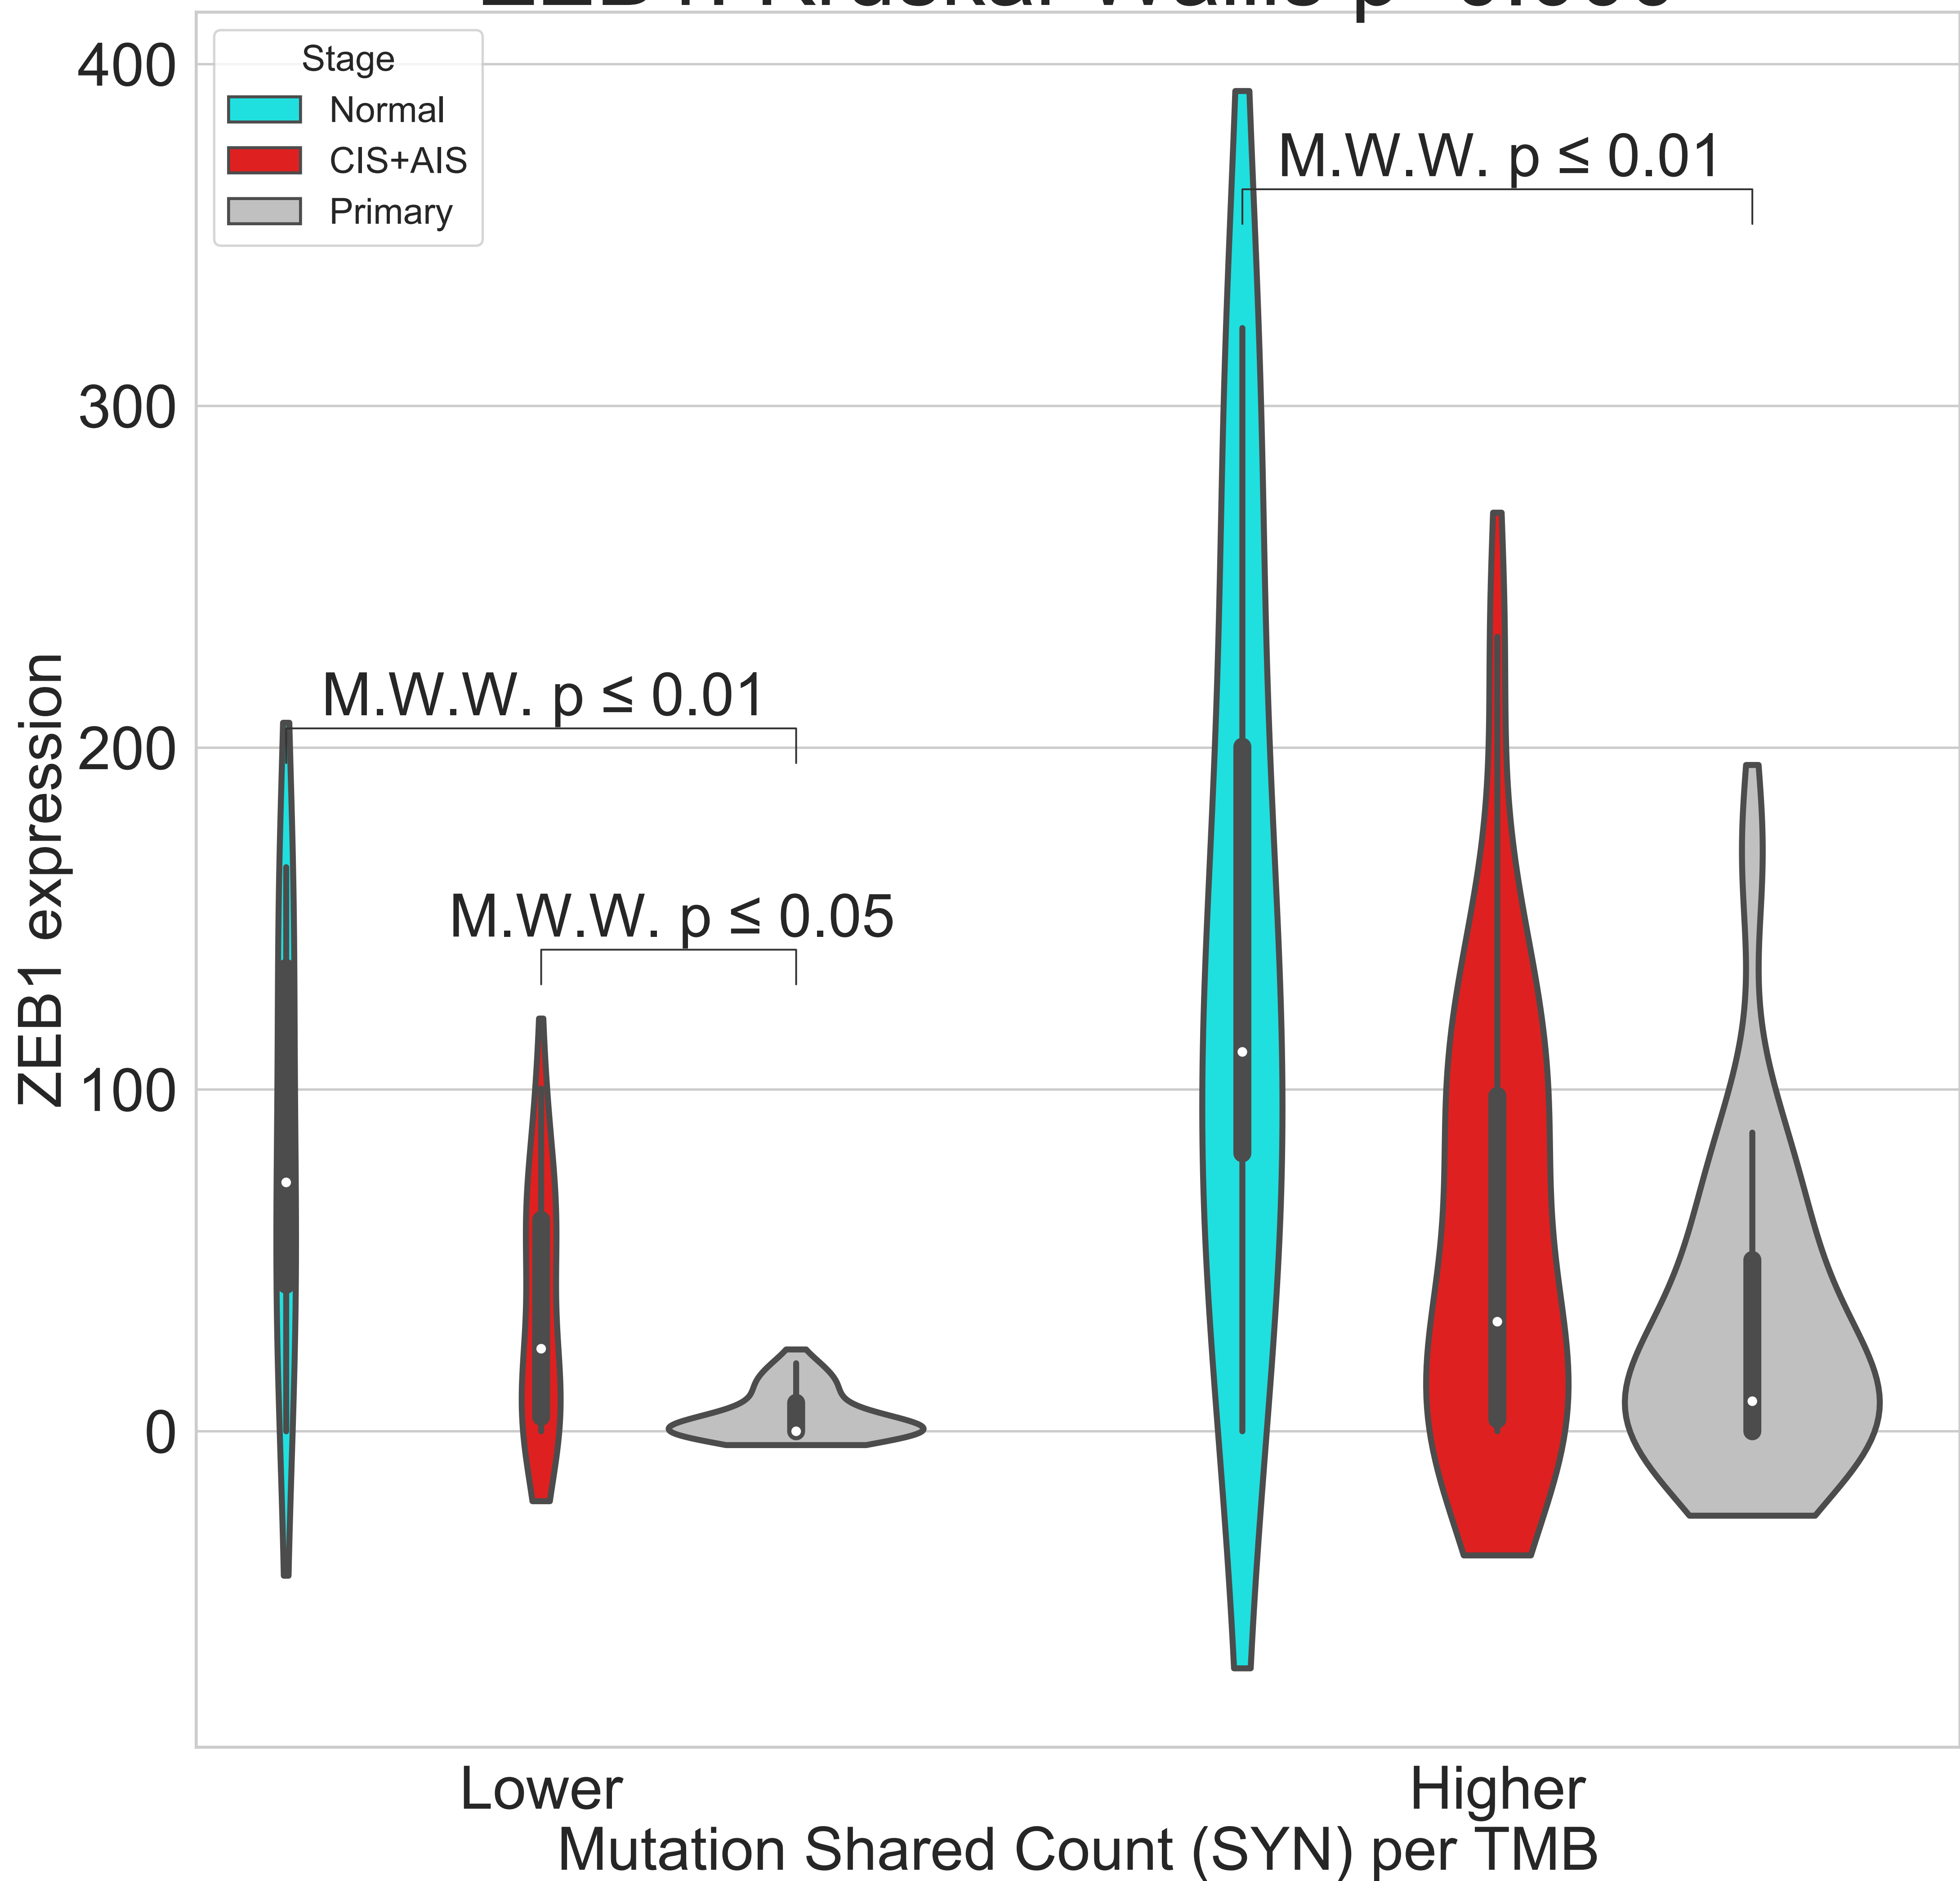 Stage
Normal
CIS+AIS
Primary
400
300
200
100
0
ZEB1 expression
M.W.W. p ≤ 0.01
M.W.W. p ≤ 0.01
M.W.W. p ≤ 0.05
Lower
Higher
Mutation Shared Count (SYN) per TMB